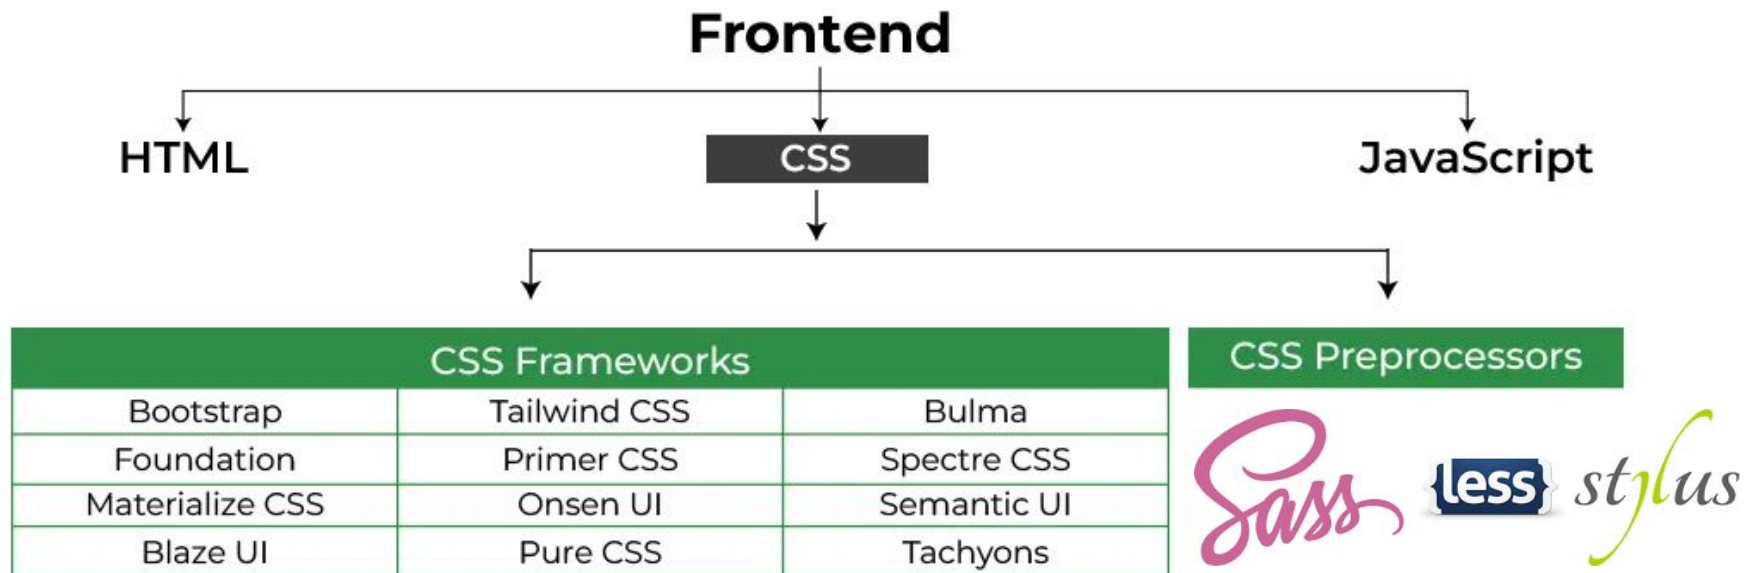 Frontend
HTML CSS JavaScript
CSS Frameworks CSS Preprocessors
Bootstrap Tailwind CSS Bulma
Foundation Primer CSS Spectre CSS
Materialize CSS Onsen UI Semantic UI
Blaze UI Pure CSS Tachyons
Sass {less} stylus